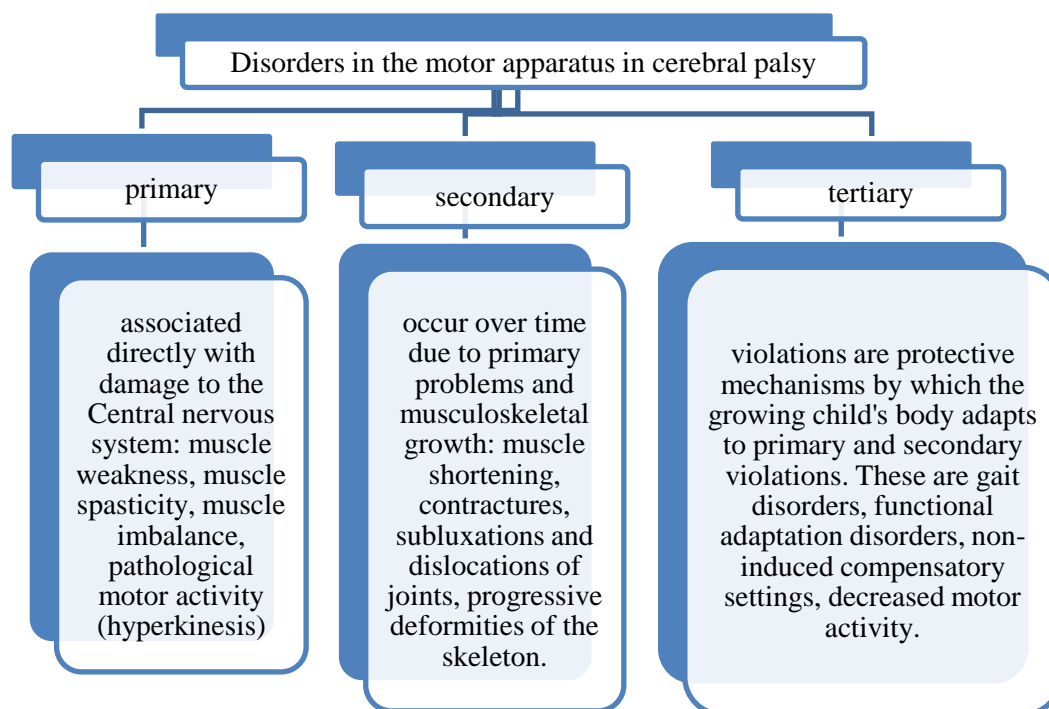 Disorders in the motor apparatus in cerebral palsy
primary
secondary
tertiary
associated
directly with
damage to the
Central nervous
system: muscle
weakness, muscle
spasticity, muscle
imbalance,
pathological
motor activity
(hyperkinesis)
occur over time
due to primary
problems and
musculoskeletal
growth: muscle
shortening,
contractures,
subluxations and
dislocations of
joints, progressive
deformities of the
skeleton.
violations are protective
mechanisms by which the
growing child's body adapts
to primary and secondary
violations. These are gait
disorders, functional
adaptation disorders, non-
induced compensatory
settings, decreased motor
activity.